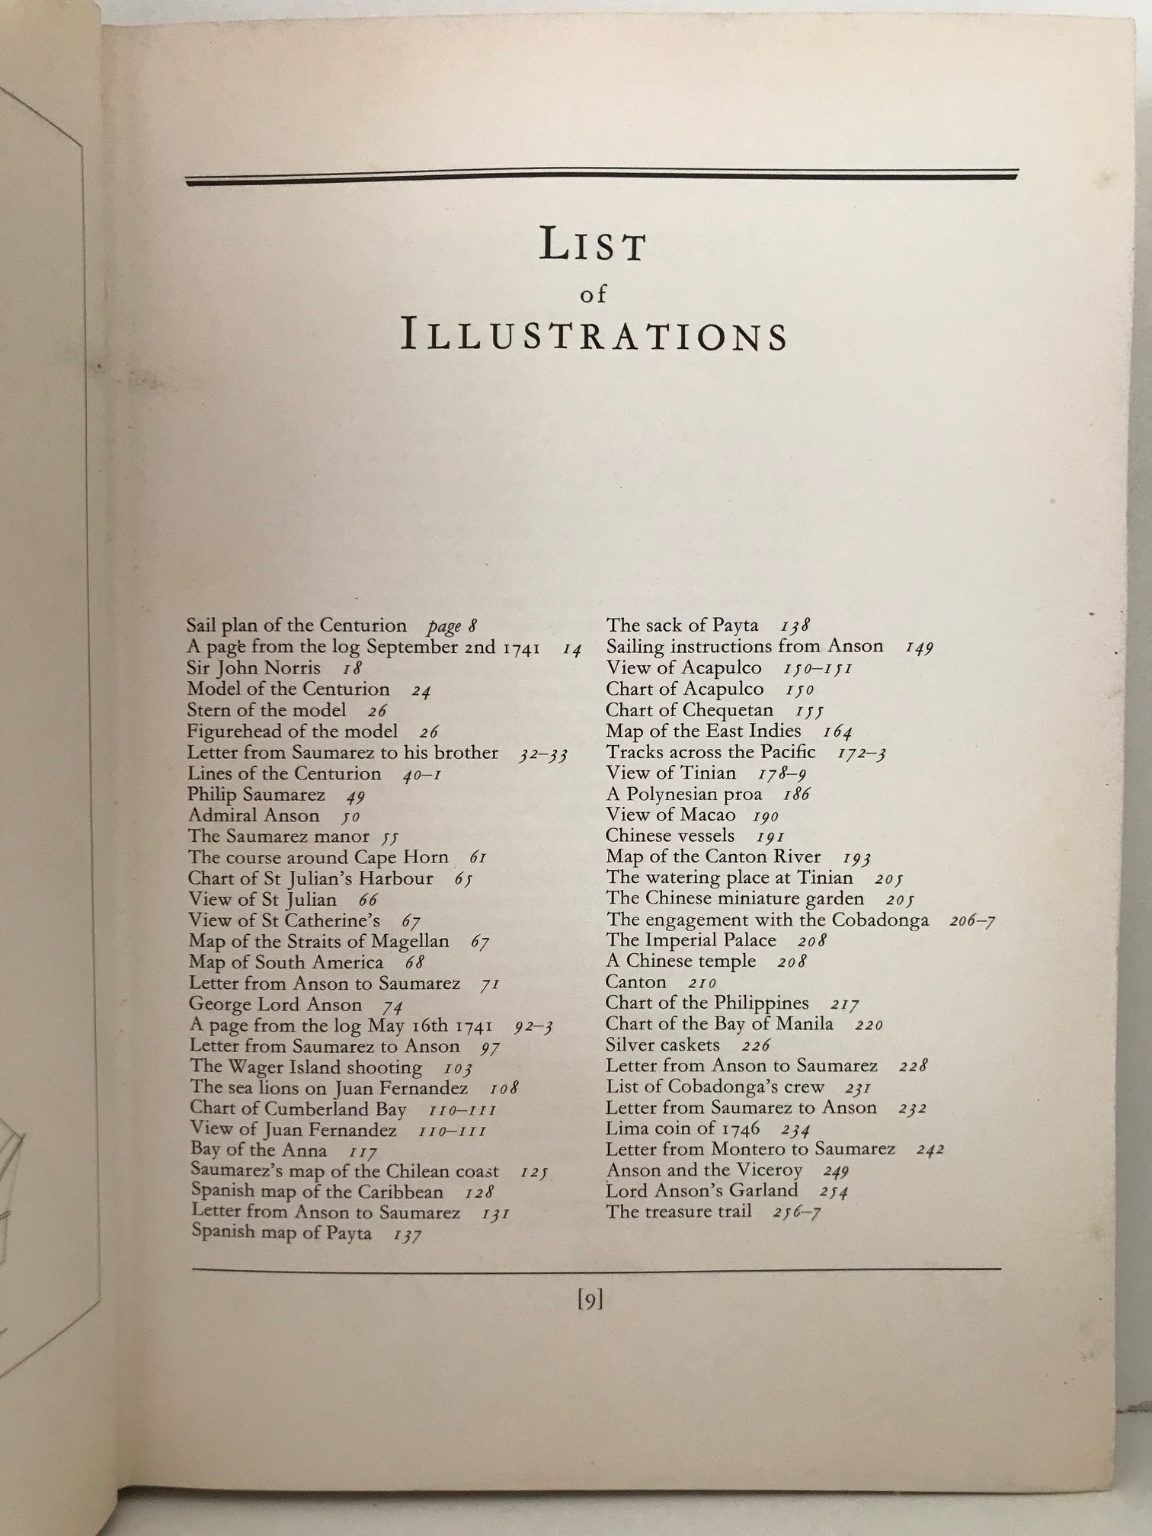 LIST
of
ILLUSTRATIONS
Sail plan of the Centurion page 8
A page from the log September 2nd 1741 14
Sir John Norris 18
Model of the Centurion 24
Stern of the model 26
Figurehead of the model 26
Letter from Saumarez to his brother 32–33
Lines of the Centurion 40–1
Philip Saumarez 49
Admiral Anson 50
The Saumarez manor 55
The course around Cape Horn 61
Chart of St Julian's Harbour 65
View of St Julian 66
View of St Catherine's 67
Map of the Straits of Magellan 67
Map of South America 68
Letter from Anson to Saumarez 71
George Lord Anson 74
A page from the log May 16th 1741 92–3
Letter from Saumarez to Anson 97
The Wager Island shooting 103
The sea lions on Juan Fernandez 108
Chart of Cumberland Bay 110–111
View of Juan Fernandez 110–111
Bay of the Anna 117
Saumarez's map of the Chilean coast 125
Spanish map of the Caribbean 128
Letter from Anson to Saumarez 131
Spanish map of Payta 137
The sack of Payta 138
Sailing instructions from Anson 149
View of Acapulco 150–151
Chart of Acapulco 150
Chart of Chequetan 155
Map of the East Indies 164
Tracks across the Pacific 172–3
View of Tinian 178–9
A Polynesian proa 186
View of Macao 190
Chinese vessels 191
Map of the Canton River 193
The watering place at Tinian 205
The Chinese miniature garden 205
The engagement with the Cobadonga 206–7
The Imperial Palace 208
A Chinese temple 208
Canton 210
Chart of the Philippines 217
Chart of the Bay of Manila 220
Silver caskets 226
Letter from Anson to Saumarez 228
List of Cobadonga's crew 231
Letter from Saumarez to Anson 232
Lima coin of 1746 234
Letter from Montero to Saumarez 242
Anson and the Viceroy 249
Lord Anson's Garland 254
The treasure trail 256–7
[9]